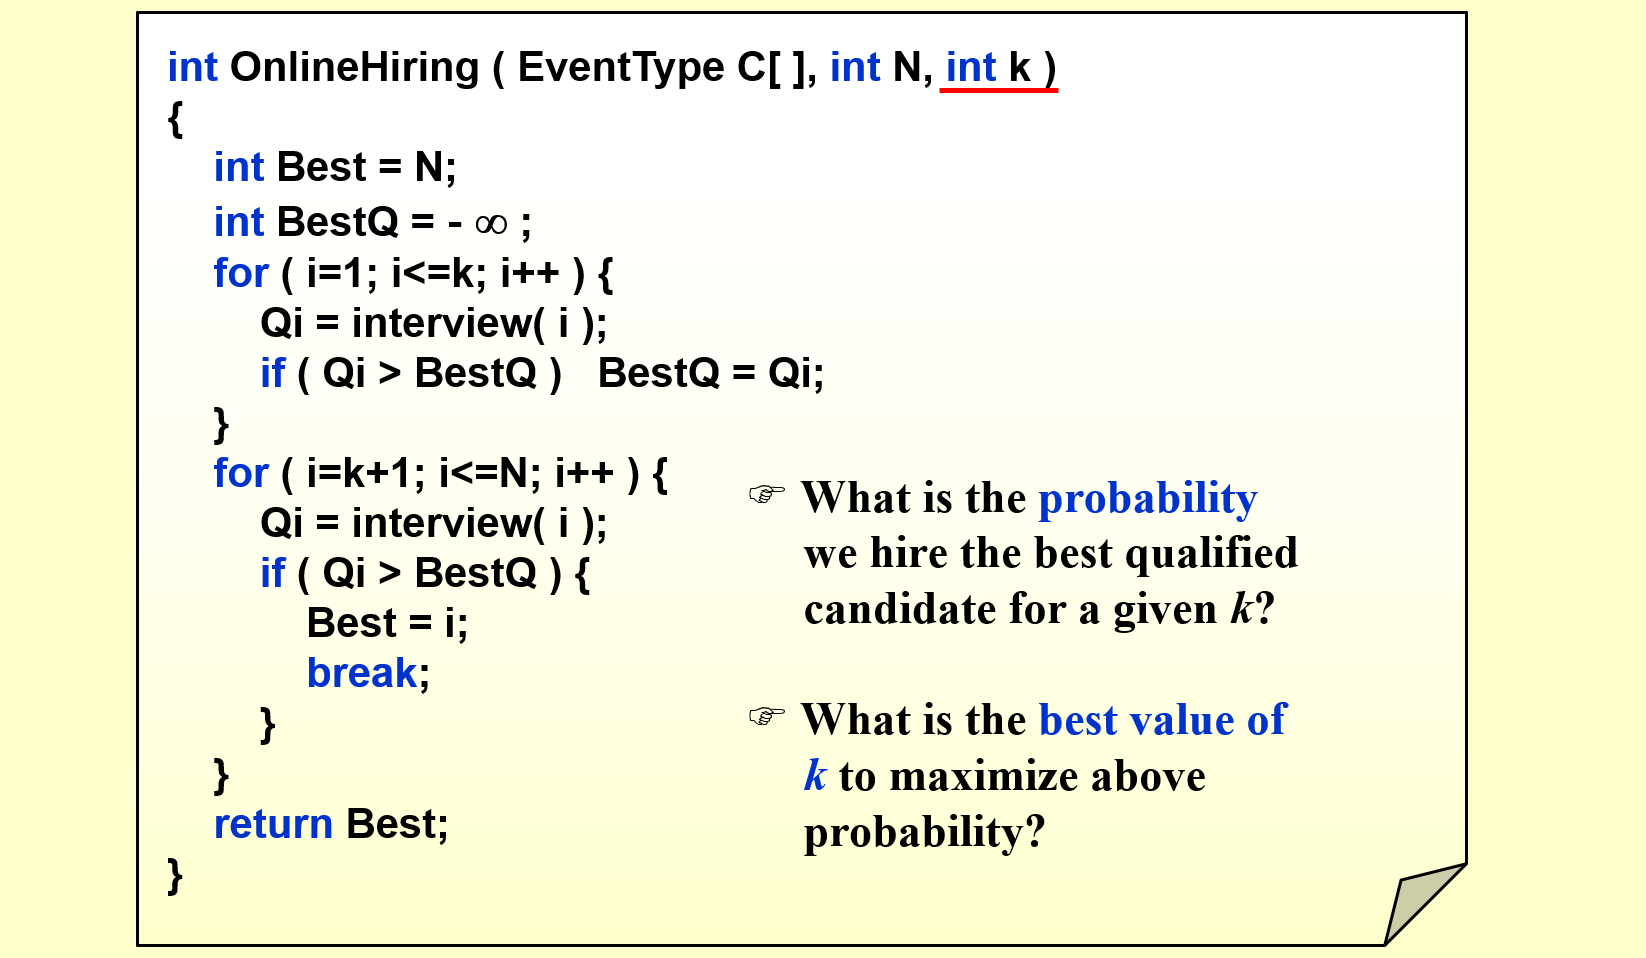 int OnlineHiring ( EventType C[ ], int N, int k )
{
int Best = N;
int BestQ = - ∞ ;
for ( i=1; i<=k; i++ ) {
Qi = interview( i );
if ( Qi > BestQ )   BestQ = Qi;
}
for ( i=k+1; i<=N; i++ ) {
Qi = interview( i );
if ( Qi > BestQ ) {
Best = i;
break;
}
}
return Best;
}
☞ What is the probability
we hire the best qualified
candidate for a given k?
☞ What is the best value of
k to maximize above
probability?